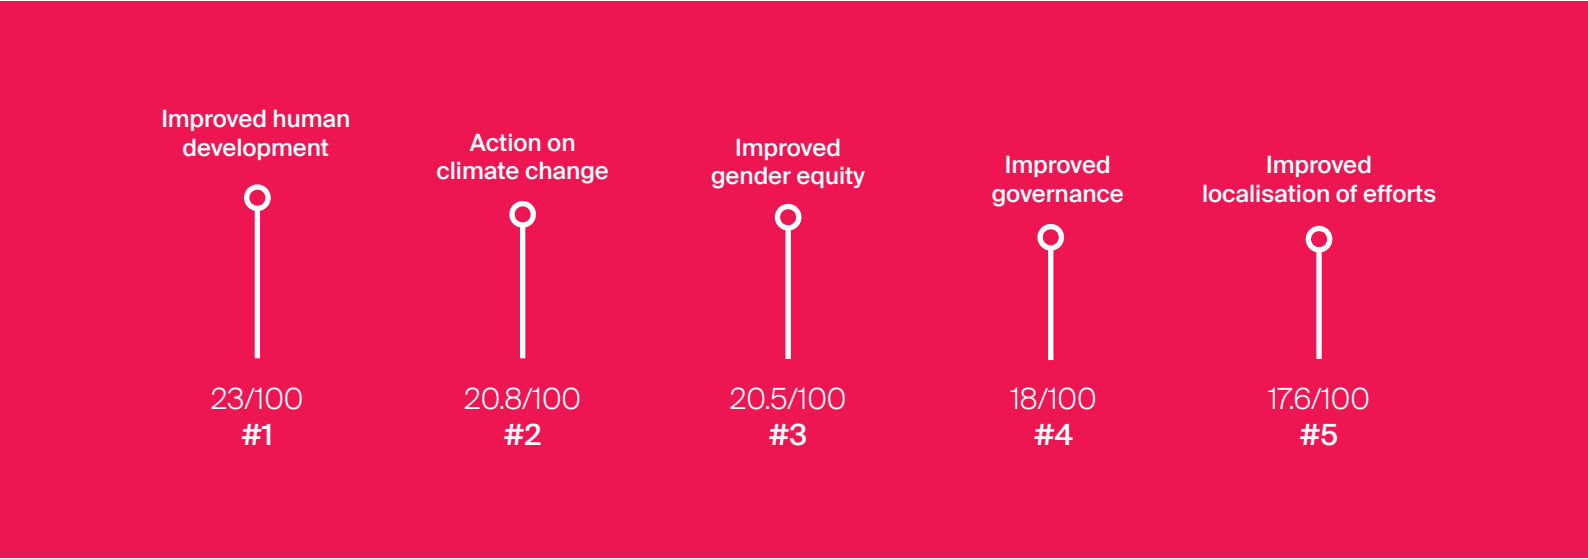 Improved human
development
23/100
#1
Action on
climate change
20.8/100
#2
Improved
gender equity
20.5/100
#3
Improved
governance
18/100
#4
Improved
localisation of efforts
17.6/100
#5